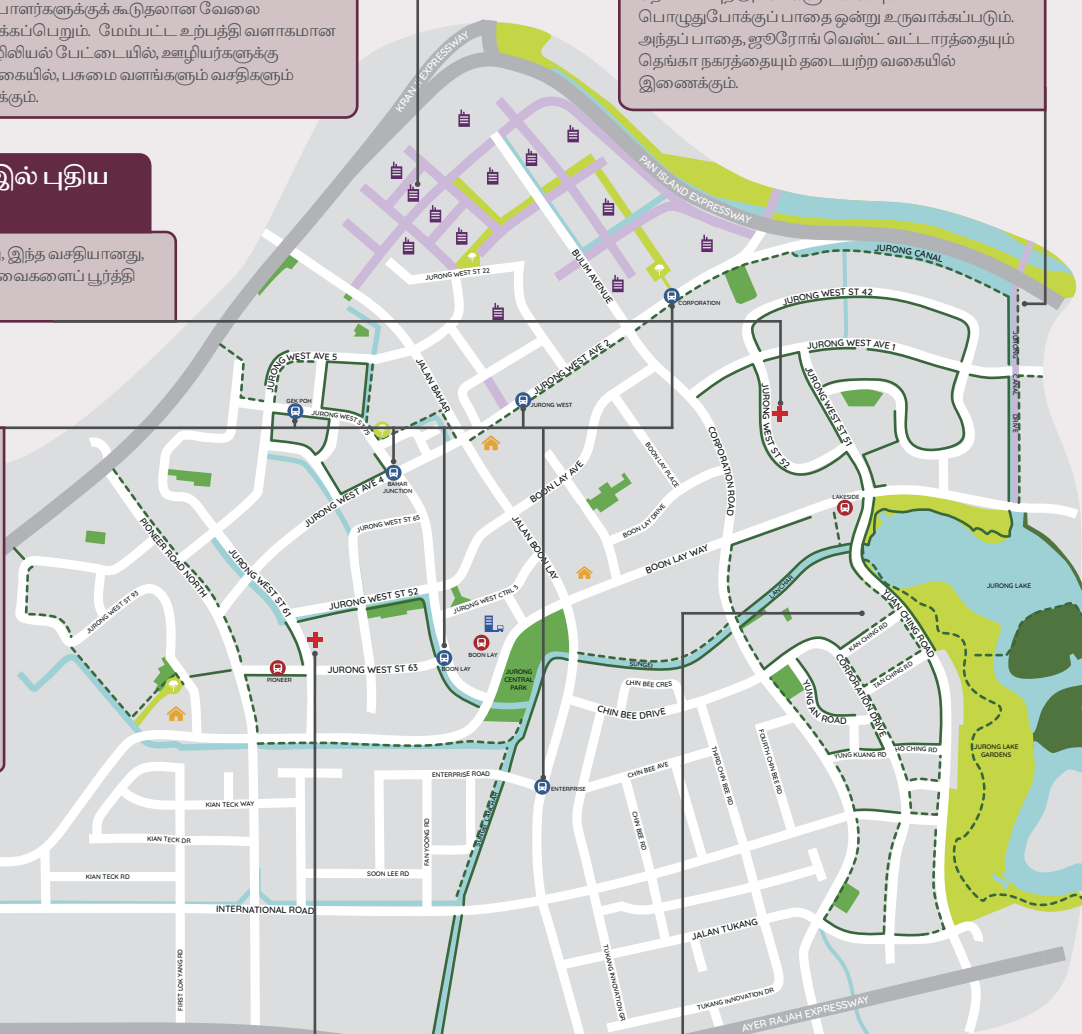 பாளர்களுக்குக் கூடுதலான வேலை
க்கப்பெறும். மேம்பட்ட உற்பத்தி வளாகமான
ழிலியல் பேட்டையில், ஊழியர்களுக்கு
கையில், பசுமை வளங்களும் வசதிகளும்
க்கும்.
பொழுதுபோக்குப் பாதை ஒன்று உருவாக்கப்படும்.
அந்தப் பாதை, ஜூரோங் வெஸ்ட் வட்டாரத்தையும்
தெங்கா நகரத்தையும் தடையற்ற வகையில்
இணைக்கும்.
இல் புதிய
இந்த வசதியானது,
வைகளைப் பூர்த்தி
KRANJI EXPRESSWAY
PAN ISLAND EXPRESSWAY
JURONG CANAL
BULIM AVENUE
JURONG WEST ST 22
CORPORATION
JURONG WEST ST 42
JURONG WEST AVE 1
JURONG CANAL DRIVE
JURONG WEST AVE 2
JURONG WEST AVE 5
JALAN BAHAR
GEK POH
JURONG WEST ST 75
JURONG WEST
JURONG WEST ST 52
JURONG WEST ST 51
BOON LAY PLACE
CORPORATION ROAD
BAHAR
JUNCTION
JURONG WEST AVE 4
BOON LAY AVE
LAKESIDE
JURONG WEST ST 65
BOON LAY DRIVE
JALAN BOON LAY
BOON LAY WAY
PIONEER ROAD NORTH
JURONG WEST ST 61
JURONG WEST ST 93
JURONG WEST ST 52
JURONG WEST CTRL 3
LANCHAR
JURONG LAKE
YUAN CHING ROAD
KAN CHING RD
TAN CHING RD
BOON LAY
BOON LAY
SUNGEI
PIONEER
JURONG WEST ST 63
JURONG
CENTRAL
PARK
CHIN BEE CRES
CHIN BEE DRIVE
YUNG AN ROAD
CORPORATION DRIVE
YUNG KUANG RD
HO CHING RD
JURONG LAKE
GARDENS
THIRD CHIN BEE RD
FOURTH CHIN BEE RD
CHIN BEE AVE
ENTERPRISE ROAD
ENTERPRISE
KIAN TECK WAY
KIAN TECK DR
KIAN TECK RD
FAN YOONG RD
SUNGEI LANCHAR
CHIN BEE RD
SOON LEE RD
INTERNATIONAL ROAD
JALAN TUKANG
FIRST LOK YANG RD
TUKANG INNOVATION GR
TUKANG INNOVATION DR
AYER RAJAH EXPRESSWAY